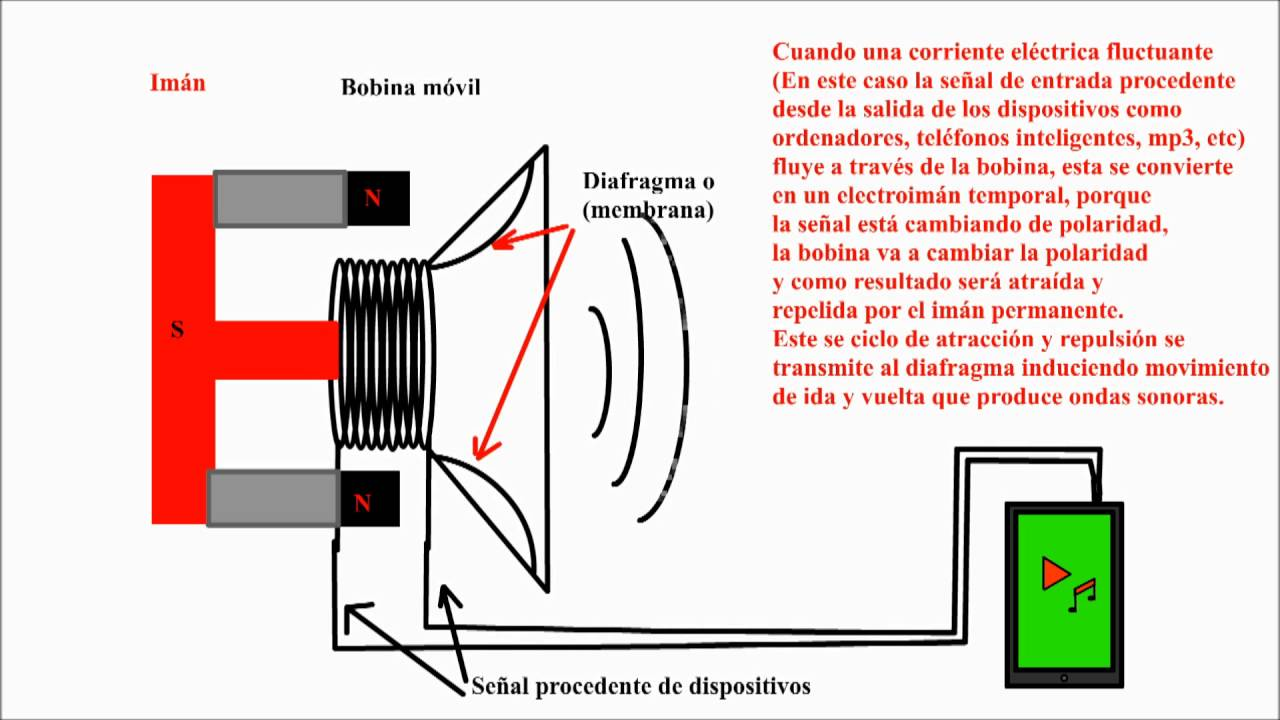 Imán
Bobina móvil
Cuando una corriente eléctrica fluctuante
(En este caso la señal de entrada procedente
desde la salida de los dispositivos como
ordenadores, teléfonos inteligentes, mp3, etc)
fluye a través de la bobina, esta se convierte
en un electroimán temporal, porque
la señal está cambiando de polaridad,
la bobina va a cambiar la polaridad
y como resultado será atraída y
repelida por el imán permanente.
Este se ciclo de atracción y repulsión se
transmite al diafragma induciendo movimiento
de ida y vuelta que produce ondas sonoras.
Diafragma o
(membrana)
N
S
N
Señal procedente de dispositivos